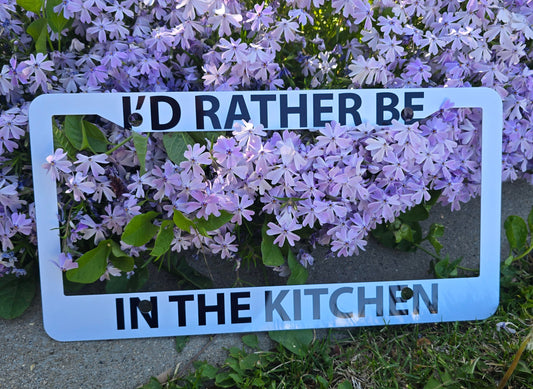 I'D RATHER BE
IN THE KITCHEN